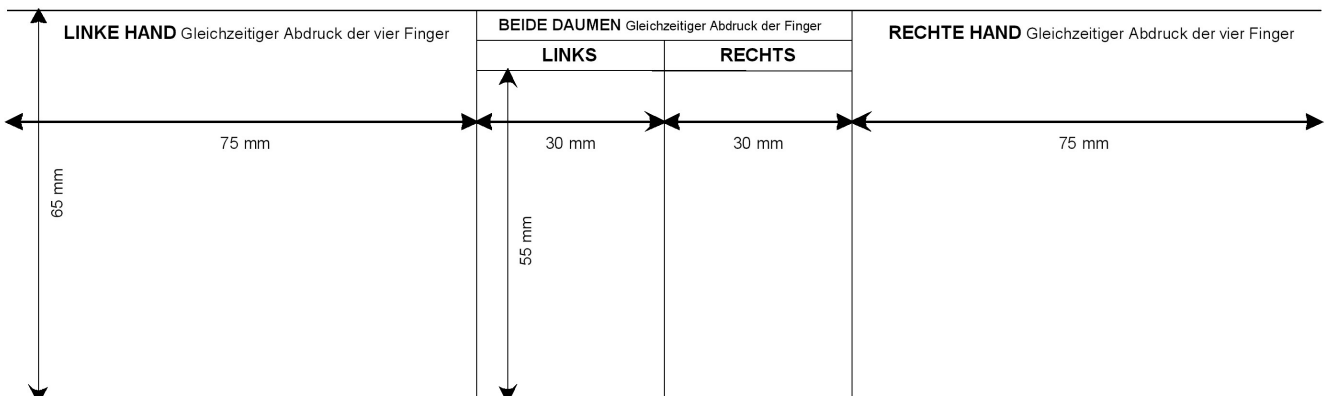 LINKE HAND Gleichzeitiger Abdruck der vier Finger
BEIDE DAUMEN Gleichzeitiger Abdruck der Finger
LINKS
RECHTS
RECHTE HAND Gleichzeitiger Abdruck der vier Finger
75 mm
30 mm
30 mm
75 mm
65 mm
55 mm